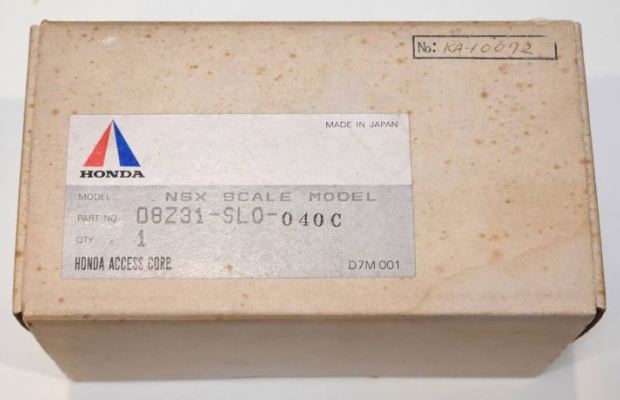 No: KA-10072
MADE IN JAPAN
HONDA
MODEL NSX SCALE MODEL
PART NO. 08Z31-SL0-040C
QTY 1
HONDA ACCESS CORP.
D7M 001